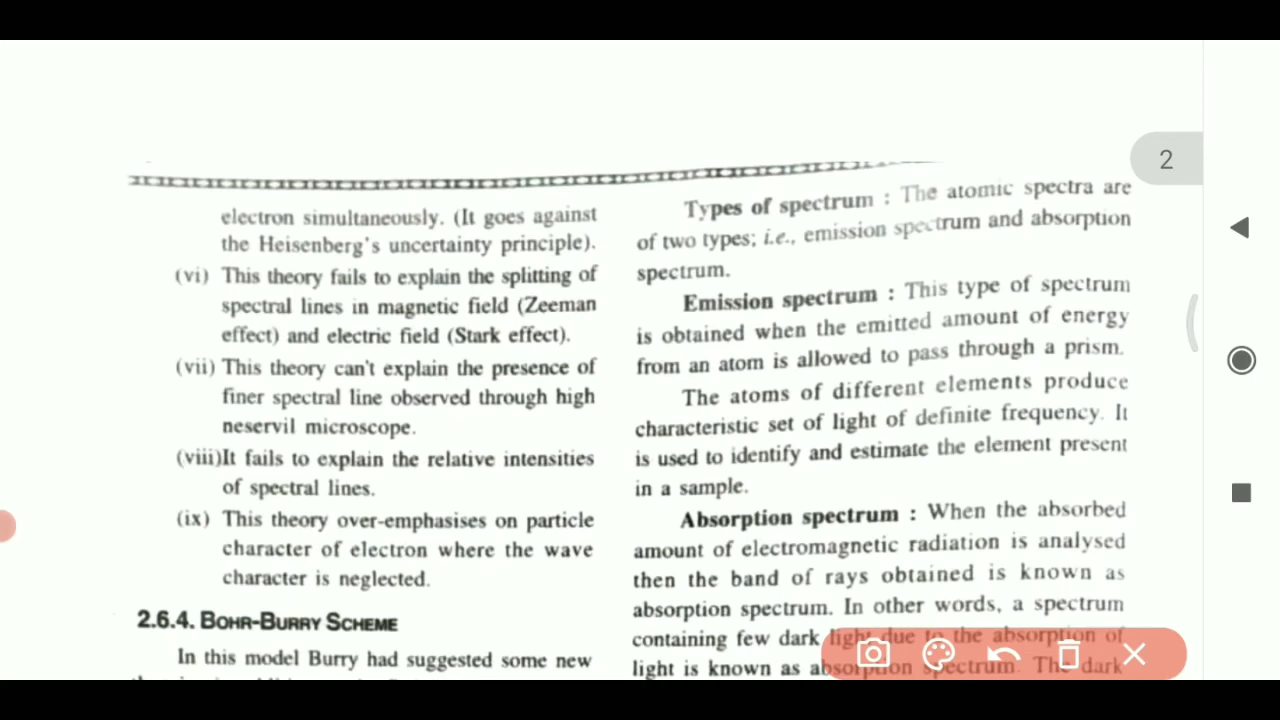 2
electron simultaneously. (It goes against
the Heisenberg's uncertainty principle).
(vi) This theory fails to explain the splitting of
spectral lines in magnetic field (Zeeman
effect) and electric field (Stark effect).
(vii) This theory can't explain the presence of
finer spectral line observed through high
neservil microscope.
(viii)It fails to explain the relative intensities
of spectral lines.
(ix) This theory over-emphasises on particle
character of electron where the wave
character is neglected.
2.6.4. BOHR-BURRY SCHEME
In this model Burry had suggested some new
Types of spectrum : The atomic spectra are
of two types; i.e., emission spectrum and absorption
spectrum.
Emission spectrum : This type of spectrum
is obtained when the emitted amount of energy
from an atom is allowed to pass through a prism.
The atoms of different elements produce
characteristic set of light of definite frequency. It
is used to identify and estimate the element present
in a sample.
Absorption spectrum : When the absorbed
amount of electromagnetic radiation is analysed
then the band of rays obtained is known as
absorption spectrum. In other words, a spectrum
containing few dark light due to the absorption of
light is known as absorption spectrum. The dark